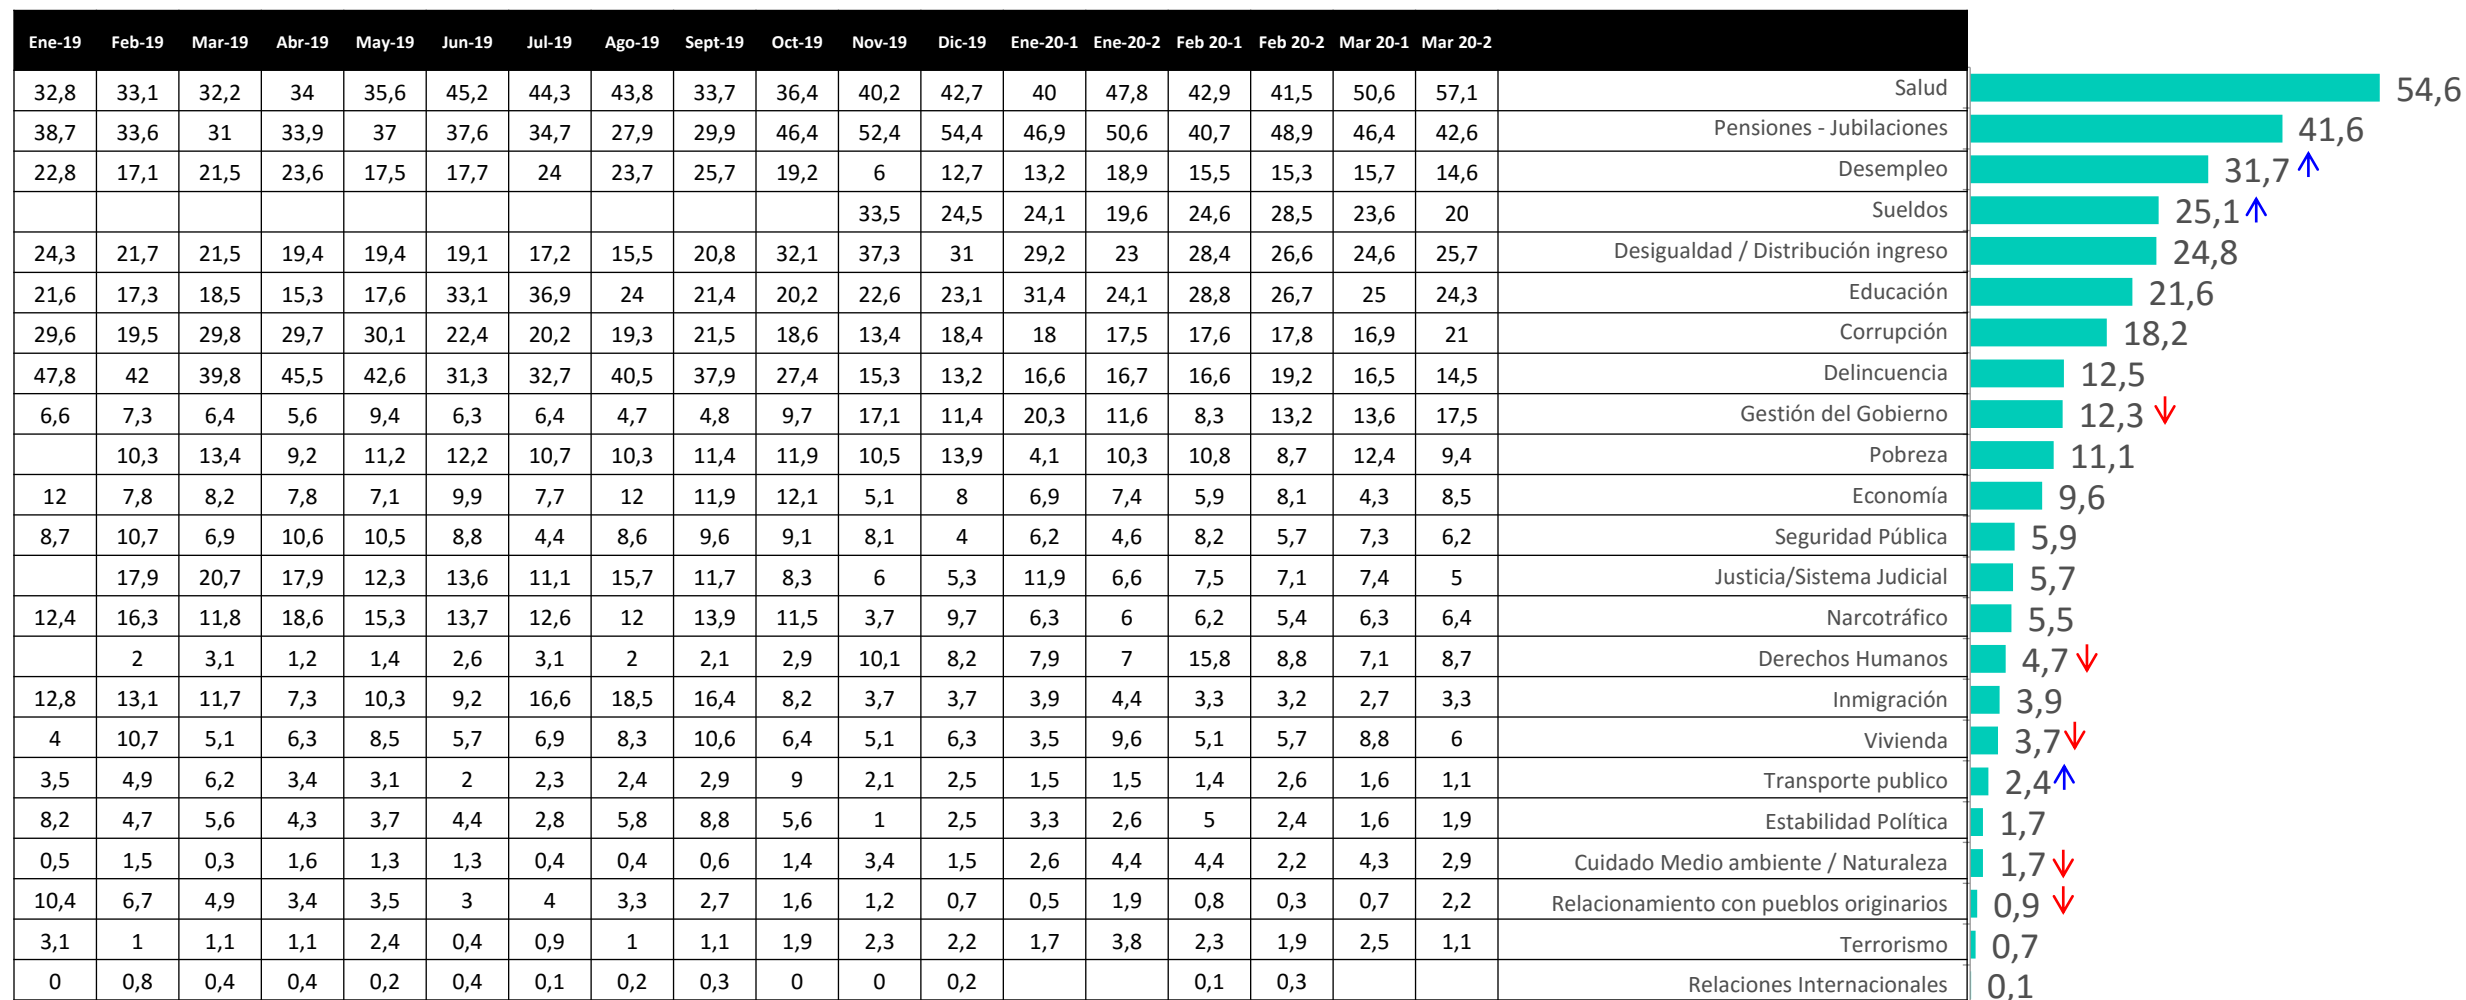 Ene-19 Feb-19 Mar-19 Abr-19 May-19 Jun-19 Jul-19 Ago-19 Sept-19 Oct-19 Nov-19 Dic-19 Ene-20-1 Ene-20-2 Feb 20-1 Feb 20-2 Mar 20-1 Mar 20-2
32,8 33,1 32,2 34 35,6 45,2 44,3 43,8 33,7 36,4 40,2 42,7 40 47,8 42,9 41,5 50,6 57,1 Salud 54,6
38,7 33,6 31 33,9 37 37,6 34,7 27,9 29,9 46,4 52,4 54,4 46,9 50,6 40,7 48,9 46,4 42,6 Pensiones - Jubilaciones 41,6
22,8 17,1 21,5 23,6 17,5 17,7 24 23,7 25,7 19,2 6 12,7 13,2 18,9 15,5 15,3 15,7 14,6 Desempleo 31,7
33,5 24,5 24,1 19,6 24,6 28,5 23,6 20 Sueldos 25,1
24,3 21,7 21,5 19,4 19,4 19,1 17,2 15,5 20,8 32,1 37,3 31 29,2 23 28,4 26,6 24,6 25,7 Desigualdad / Distribución ingreso 24,8
21,6 17,3 18,5 15,3 17,6 33,1 36,9 24 21,4 20,2 22,6 23,1 31,4 24,1 28,8 26,7 25 24,3 Educación 21,6
29,6 19,5 29,8 29,7 30,1 22,4 20,2 19,3 21,5 18,6 13,4 18,4 18 17,5 17,6 17,8 16,9 21 Corrupción 18,2
47,8 42 39,8 45,5 42,6 31,3 32,7 40,5 37,9 27,4 15,3 13,2 16,6 16,7 16,6 19,2 16,5 14,5 Delincuencia 12,5
6,6 7,3 6,4 5,6 9,4 6,3 6,4 4,7 4,8 9,7 17,1 11,4 20,3 11,6 8,3 13,2 13,6 17,5 Gestión del Gobierno 12,3
10,3 13,4 9,2 11,2 12,2 10,7 10,3 11,4 11,9 10,5 13,9 4,1 10,3 10,8 8,7 12,4 9,4 Pobreza 11,1
12 7,8 8,2 7,8 7,1 9,9 7,7 12 11,9 12,1 5,1 8 6,9 7,4 5,9 8,1 4,3 8,5 Economía 9,6
8,7 10,7 6,9 10,6 10,5 8,8 4,4 8,6 9,6 9,1 8,1 4 6,2 4,6 8,2 5,7 7,3 6,2 Seguridad Pública 5,9
17,9 20,7 17,9 12,3 13,6 11,1 15,7 11,7 8,3 6 5,3 11,9 6,6 7,5 7,1 7,4 5 Justicia/Sistema Judicial 5,7
12,4 16,3 11,8 18,6 15,3 13,7 12,6 12 13,9 11,5 3,7 9,7 6,3 6 6,2 5,4 6,3 6,4 Narcotráfico 5,5
2 3,1 1,2 1,4 2,6 3,1 2 2,1 2,9 10,1 8,2 7,9 7 15,8 8,8 7,1 8,7 Derechos Humanos 4,7
12,8 13,1 11,7 7,3 10,3 9,2 16,6 18,5 16,4 8,2 3,7 3,7 3,9 4,4 3,3 3,2 2,7 3,3 Inmigración 3,9
4 10,7 5,1 6,3 8,5 5,7 6,9 8,3 10,6 6,4 5,1 6,3 3,5 9,6 5,1 5,7 8,8 6 Vivienda 3,7
3,5 4,9 6,2 3,4 3,1 2 2,3 2,4 2,9 9 2,1 2,5 1,5 1,5 1,4 2,6 1,6 1,1 Transporte publico 2,4
8,2 4,7 5,6 4,3 3,7 4,4 2,8 5,8 8,8 5,6 1 2,5 3,3 2,6 5 2,4 1,6 1,9 Estabilidad Política 1,7
0,5 1,5 0,3 1,6 1,3 1,3 0,4 0,4 0,6 1,4 3,4 1,5 2,6 4,4 4,4 2,2 4,3 2,9 Cuidado Medio ambiente / Naturaleza 1,7
10,4 6,7 4,9 3,4 3,5 3 4 3,3 2,7 1,6 1,2 0,7 0,5 1,9 0,8 0,3 0,7 2,2 Relacionamiento con pueblos originarios 0,9
3,1 1 1,1 1,1 2,4 0,4 0,9 1 1,1 1,9 2,3 2,2 1,7 3,8 2,3 1,9 2,5 1,1 Terrorismo 0,7
0 0,8 0,4 0,4 0,2 0,4 0,1 0,2 0,3 0 0 0,2 0,1 0,3 Relaciones Internacionales 0,1